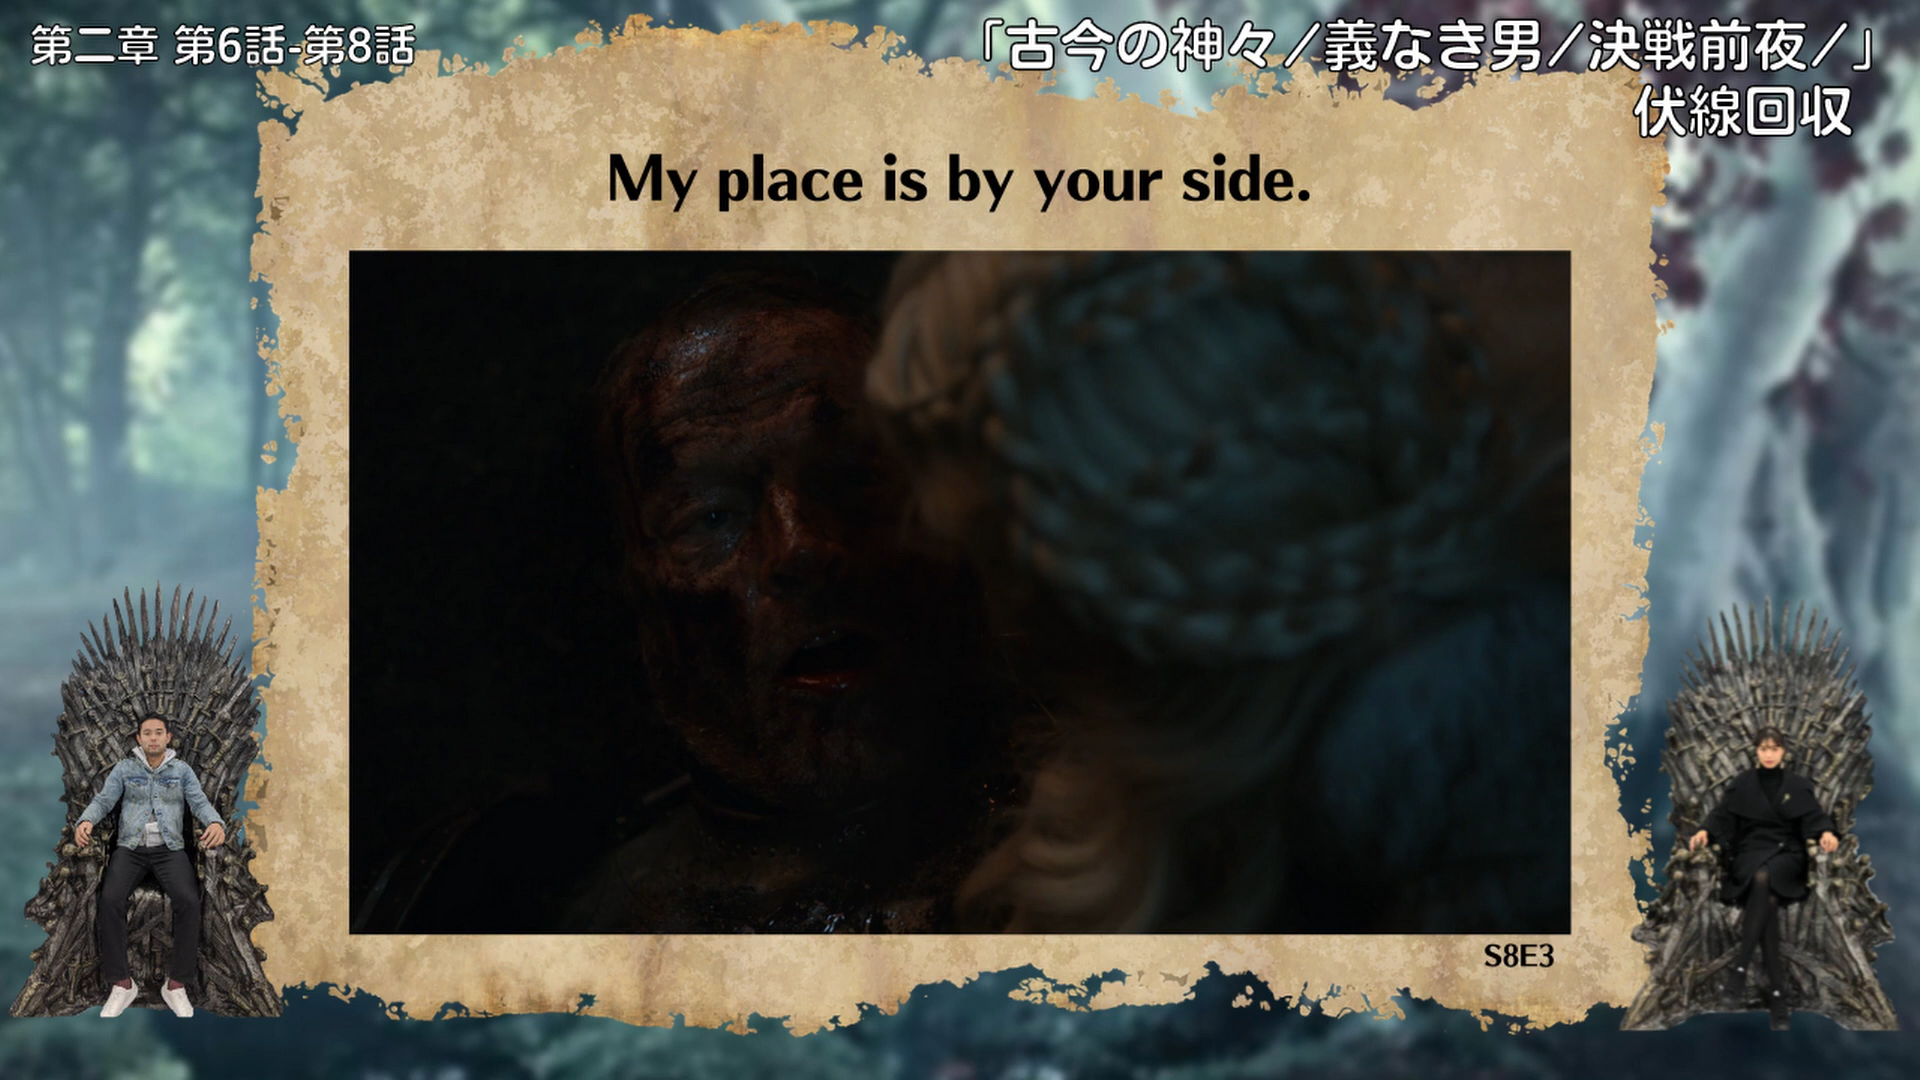 第二章 第6話-第8話
「古今の神々／義なき男／決戦前夜／」
伏線回収
My place is by your side.
S8E3